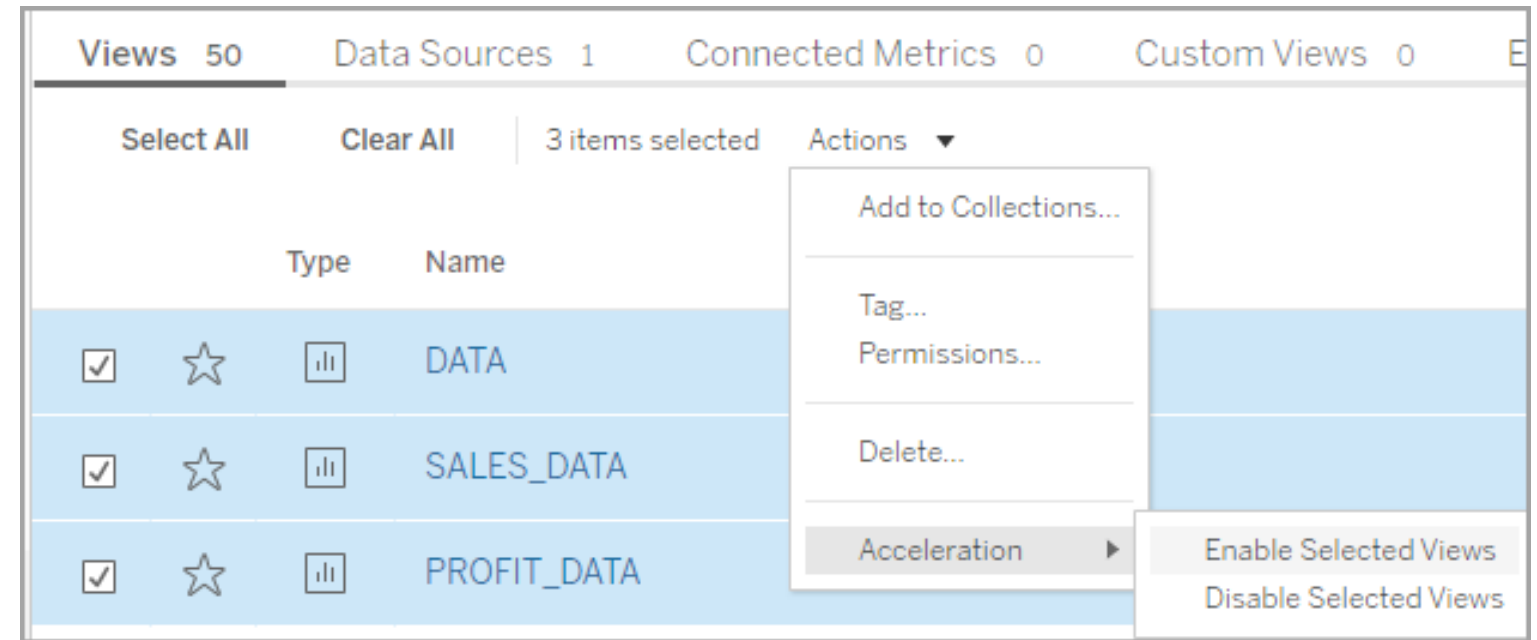 Views 50 Data Sources 1 Connected Metrics 0 Custom Views 0 E
Select All Clear All 3 items selected Actions
Add to Collections...
Type Name
Tag...
Permissions...
DATA
Delete...
SALES_DATA
Acceleration Enable Selected Views
PROFIT_DATA
Disable Selected Views